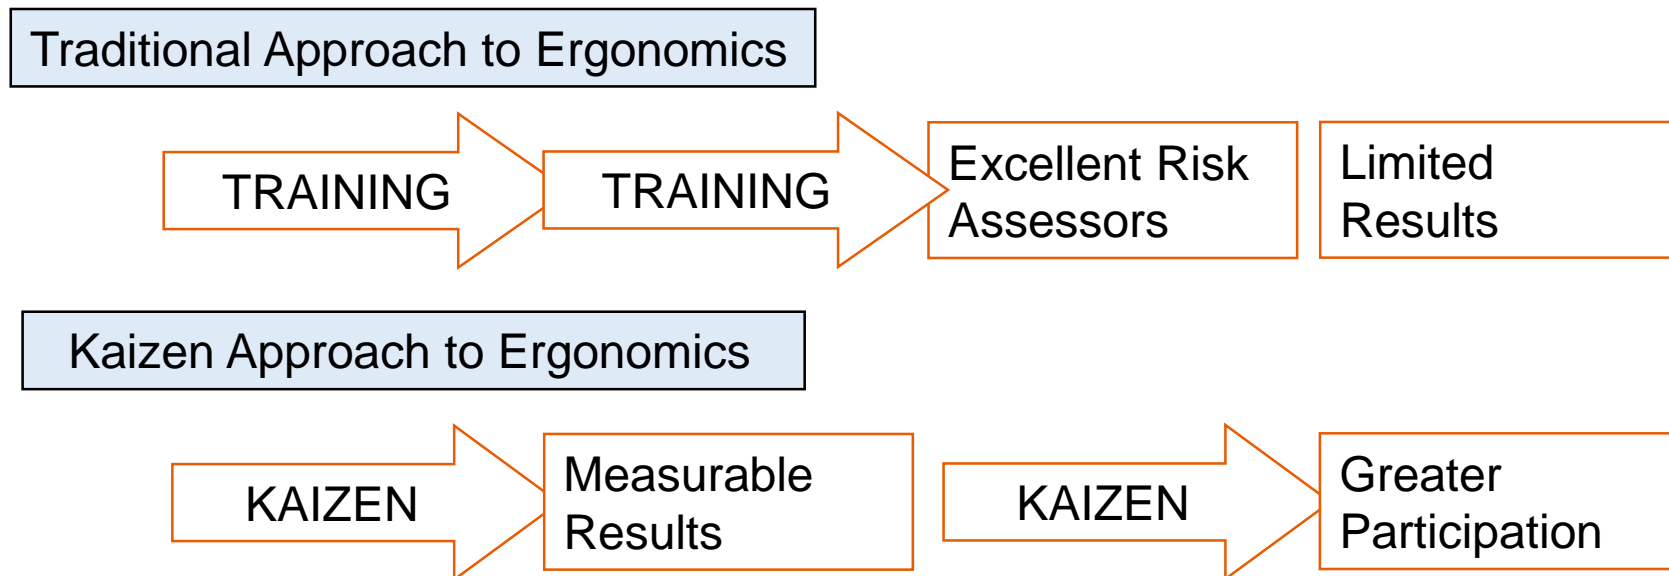 Traditional Approach to Ergonomics
TRAINING
TRAINING
Excellent Risk
Assessors
Limited
Results
Kaizen Approach to Ergonomics
KAIZEN
Measurable
Results
KAIZEN
Greater
Participation